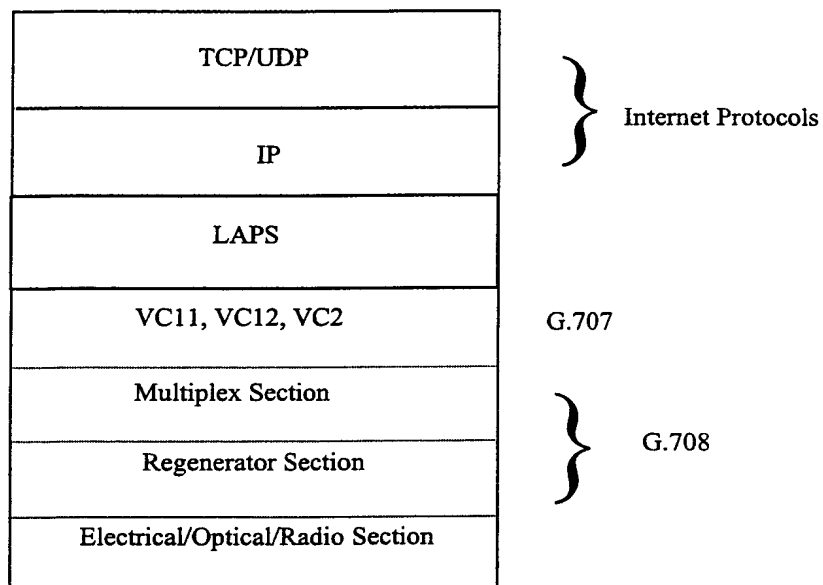 TCP/UDP
Internet Protocols
IP
LAPS
VC11, VC12, VC2
G.707
Multiplex Section
G.708
Regenerator Section
Electrical/Optical/Radio Section